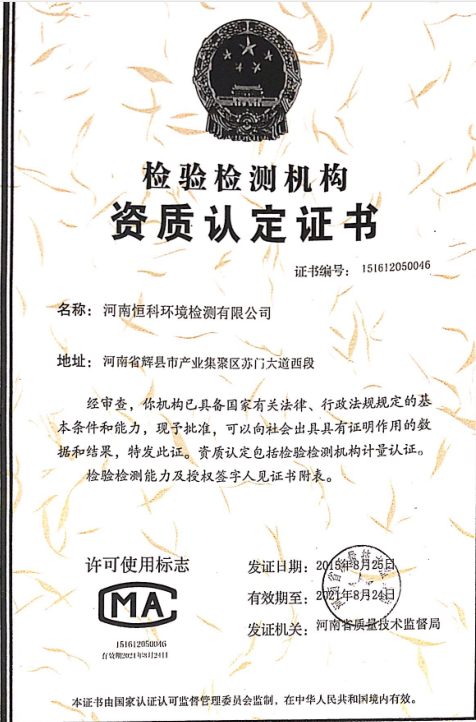 检验检测机构
资质认定证书
证书编号：151612050046
名称：河南恒科环境检测有限公司
地址：河南省辉县市产业集聚区苏门大道西段
经审查，你机构已具备国家有关法律、行政法规规定的基
本条件和能力，现予批准，可以向社会出具具有证明作用的数
据和结果，特发此证。资质认定包括检验检测机构计量认证。
检验检测能力及授权签字人见证书附表。
许可使用标志
MA
151612050046
有效期2021年8月24日
发证日期：2015年8月25日
有效期至：2021年8月24日
发证机关：河南省质量技术监督局
本证书由国家认证认可监督管理委员会监制，在中华人民共和国境内有效。